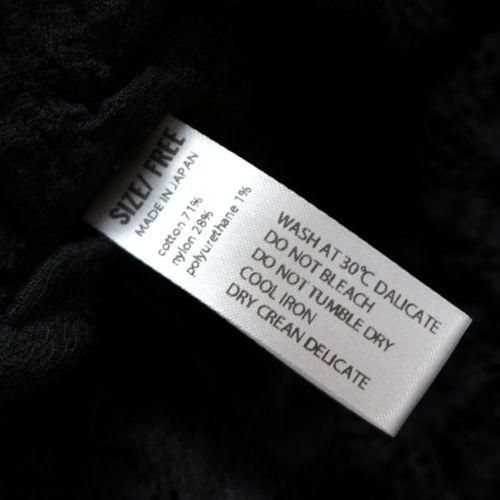 SIZE/ FREE
MADE IN JAPAN
cotton 71%
nylon 28%
polyurethane 1%
WASH AT 30℃ DALICATE
DO NOT BLEACH
DO NOT TUMBLE DRY
COOL IRON
DRY CREAN DELICATE